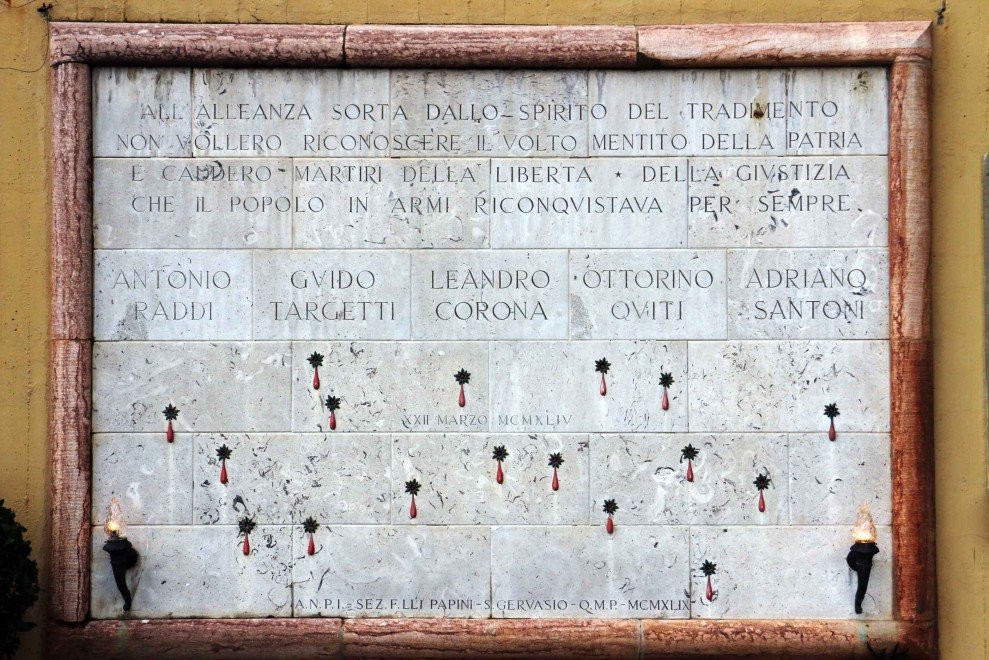 ALL ALLEANZA SORTA DALLO SPIRITO DEL TRADIMENTO
NON VOLLERO RICONOSCERE IL VOLTO MENTITO DELLA PATRIA
E CADDERO MARTIRI DELLA LIBERTA * DELLA GIVSTIZIA
CHE IL POPOLO IN ARMI RICONQVISTAVA PER SEMPRE
ANTONIO RADDI
GVIDO TARGETTI
LEANDRO CORONA
OTTORINO QVITI
ADRIANO SANTONI
XXII MARZO MCMXLIV
A.N.P.I.-SEZ.F.LLI PAPINI-S.GERVASIO-Q.M.P.-MCMXLIX